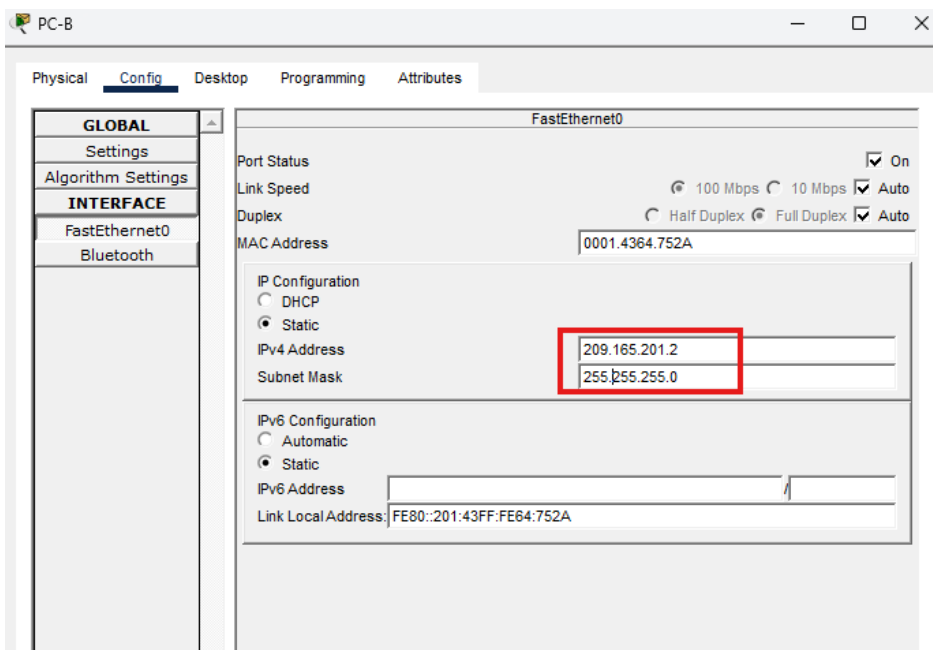 PC-B
Physical Config Desktop Programming Attributes
GLOBAL
Settings
Algorithm Settings
INTERFACE
FastEthernet0
Bluetooth
FastEthernet0
Port Status On
Link Speed 100 Mbps 10 Mbps Auto
Duplex Half Duplex Full Duplex Auto
MAC Address 0001.4364.752A
IP Configuration
DHCP
Static
IPv4 Address 209.165.201.2
Subnet Mask 255.255.255.0
IPv6 Configuration
Automatic
Static
IPv6 Address /
Link Local Address: FE80::201:43FF:FE64:752A